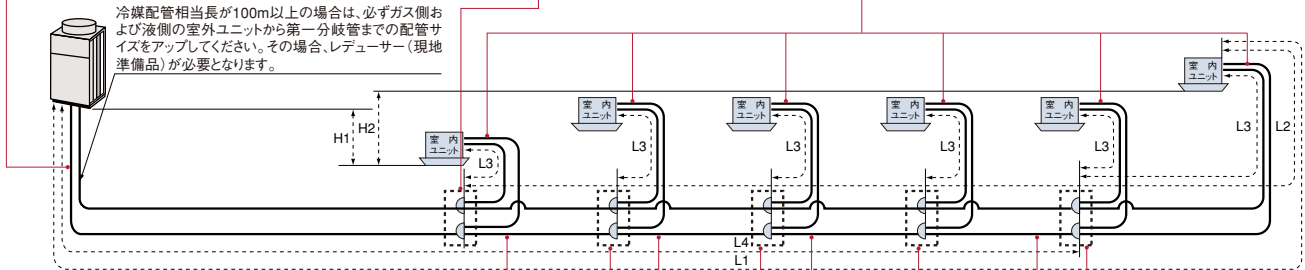 冷媒配管相当長が100m以上の場合は、必ずガス側お
よび液側の室外ユニットから第一分岐管までの配管サ
イズをアップしてください。その場合、レデューサー(現地
準備品)が必要となります。
室 内
ユニット
室 内
ユニット
室 内
ユニット
室 内
ユニット
室 内
ユニット
室 内
ユニット
H1
H2
L3
L3
L3
L3
L3
L3
L2
L4
L1